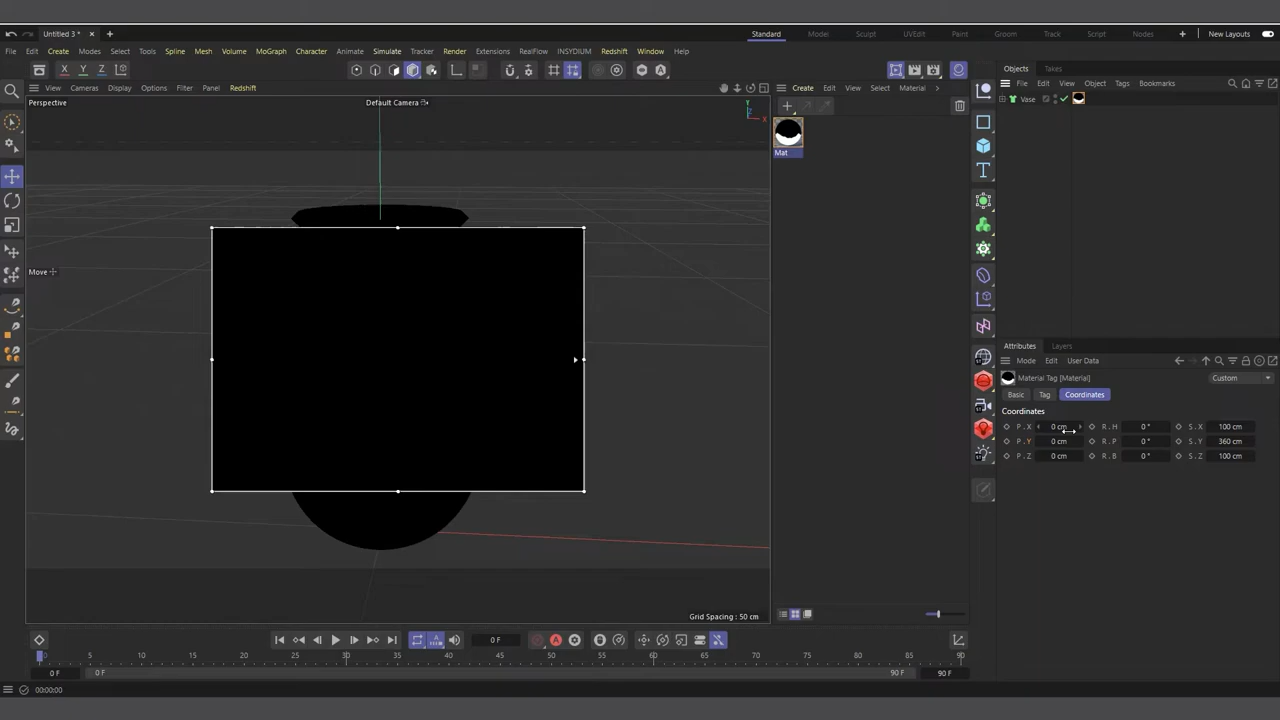 Untitled 3 *
Standard Model Sculpt UVEdit Paint Groom Track Script Nodes New Layouts
File Edit Create Modes Select Tools Spline Mesh Volume MoGraph Character Animate Simulate Tracker Render Extensions RealFlow INSYDIUM Redshift Window Help
X Y Z
Objects Takes
File Edit View Object Tags Bookmarks
View Cameras Display Options Filter Panel Redshift
Create Edit View Select Material
Perspective
Default Camera
Y
Z
X
Vase
Mat
Move
Attributes Layers
Mode Edit User Data
Material Tag [Material]
Custom
Basic Tag Coordinates
Coordinates
P . X 0 cm R . H 0 ° S . X 100 cm
P . Y 0 cm R . P 0 ° S . Y 360 cm
P . Z 0 cm R . B 0 ° S . Z 100 cm
Grid Spacing : 50 cm
0 F
0 5 10 15 20 25 30 35 40 45 50 55 60 65 70 75 80 85 90
0 F 0 F 90 F 90 F
00:00:00